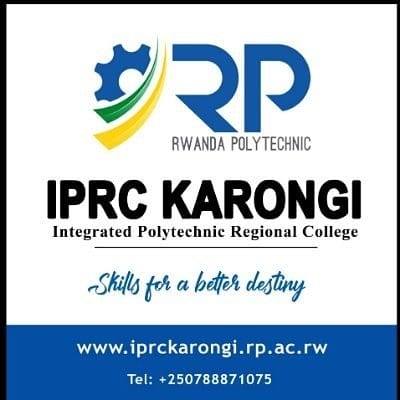 RP
RWANDA POLYTECHNIC
IPRC KARONGI
Integrated Polytechnic Regional College
Skills for a better destiny
www.iprckarongi.rp.ac.rw
Tel: +250788871075